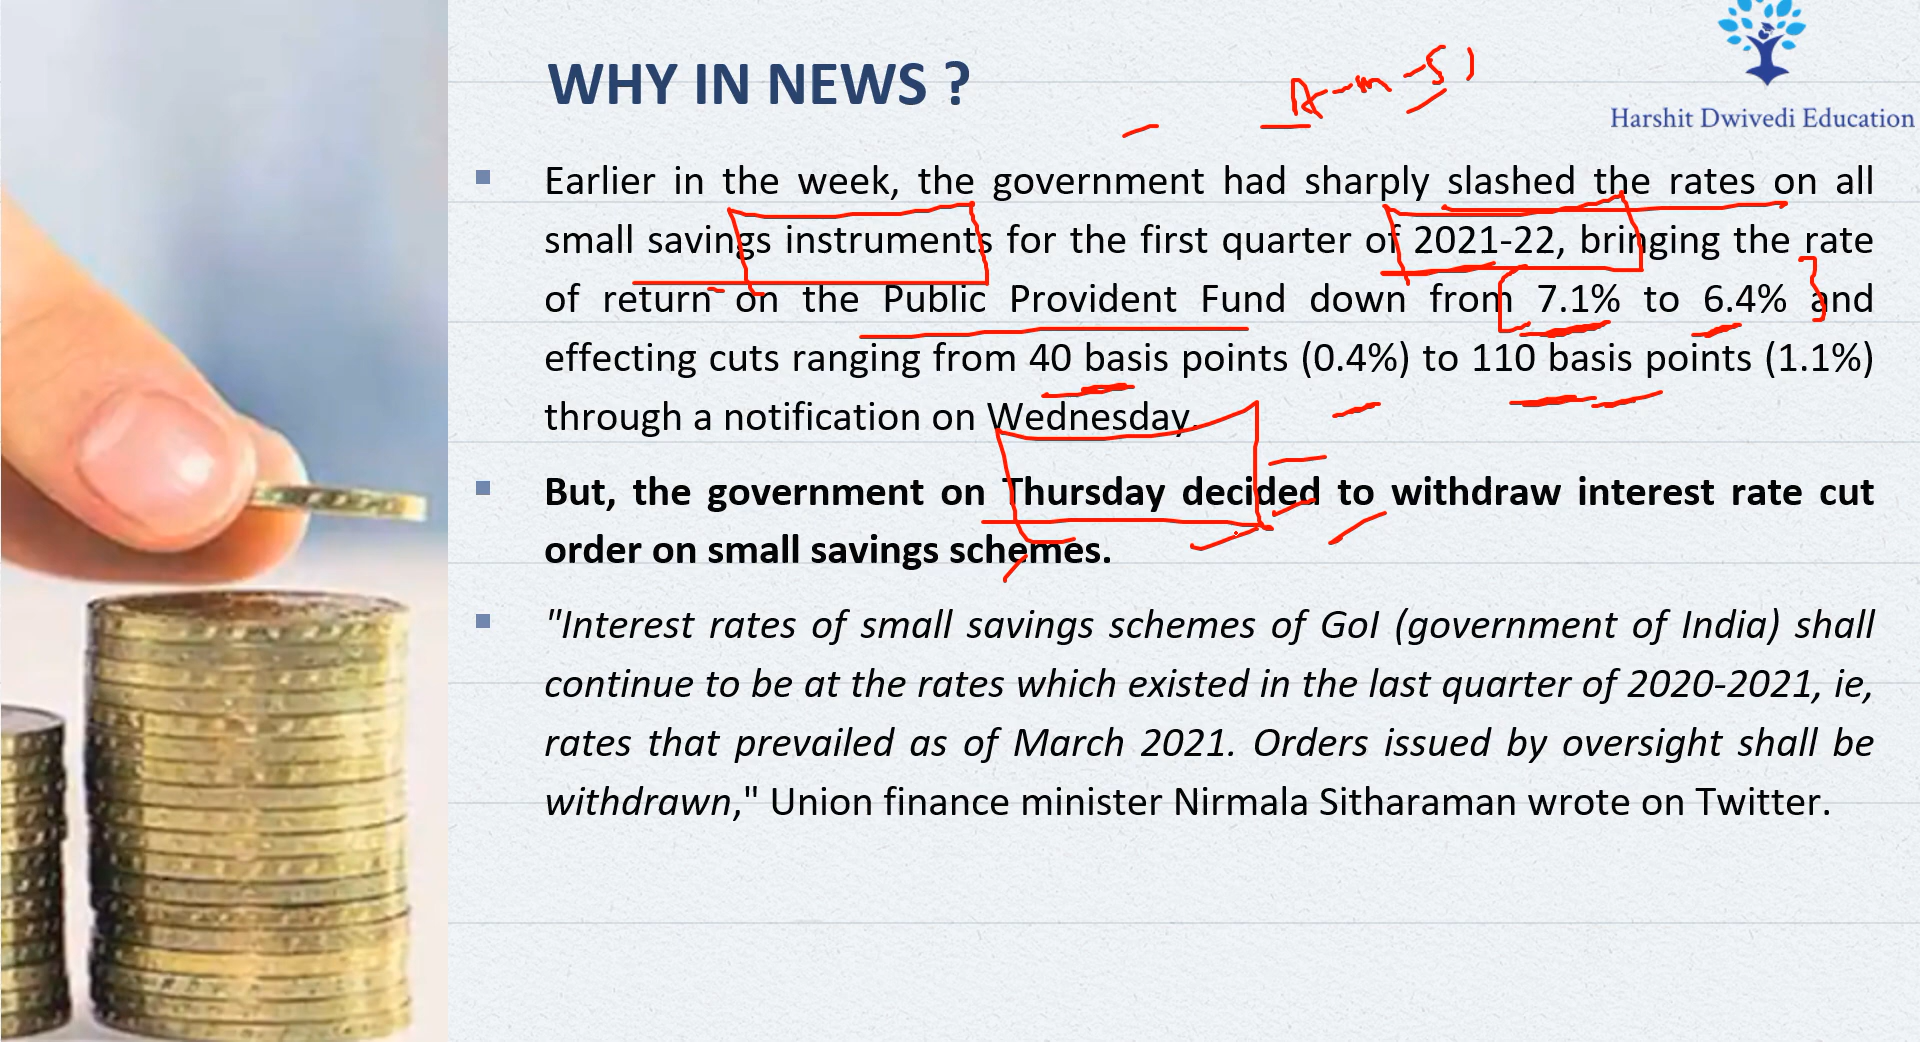 WHY IN NEWS ?
A-m-J)
Harshit Dwivedi Education
Earlier in the week, the government had sharply slashed the rates on all
small savings instruments for the first quarter of 2021-22, bringing the rate
of return on the Public Provident Fund down from 7.1% to 6.4% and
effecting cuts ranging from 40 basis points (0.4%) to 110 basis points (1.1%)
through a notification on Wednesday.
But, the government on Thursday decided to withdraw interest rate cut
order on small savings schemes.
"Interest rates of small savings schemes of GoI (government of India) shall
continue to be at the rates which existed in the last quarter of 2020-2021, ie,
rates that prevailed as of March 2021. Orders issued by oversight shall be
withdrawn," Union finance minister Nirmala Sitharaman wrote on Twitter.